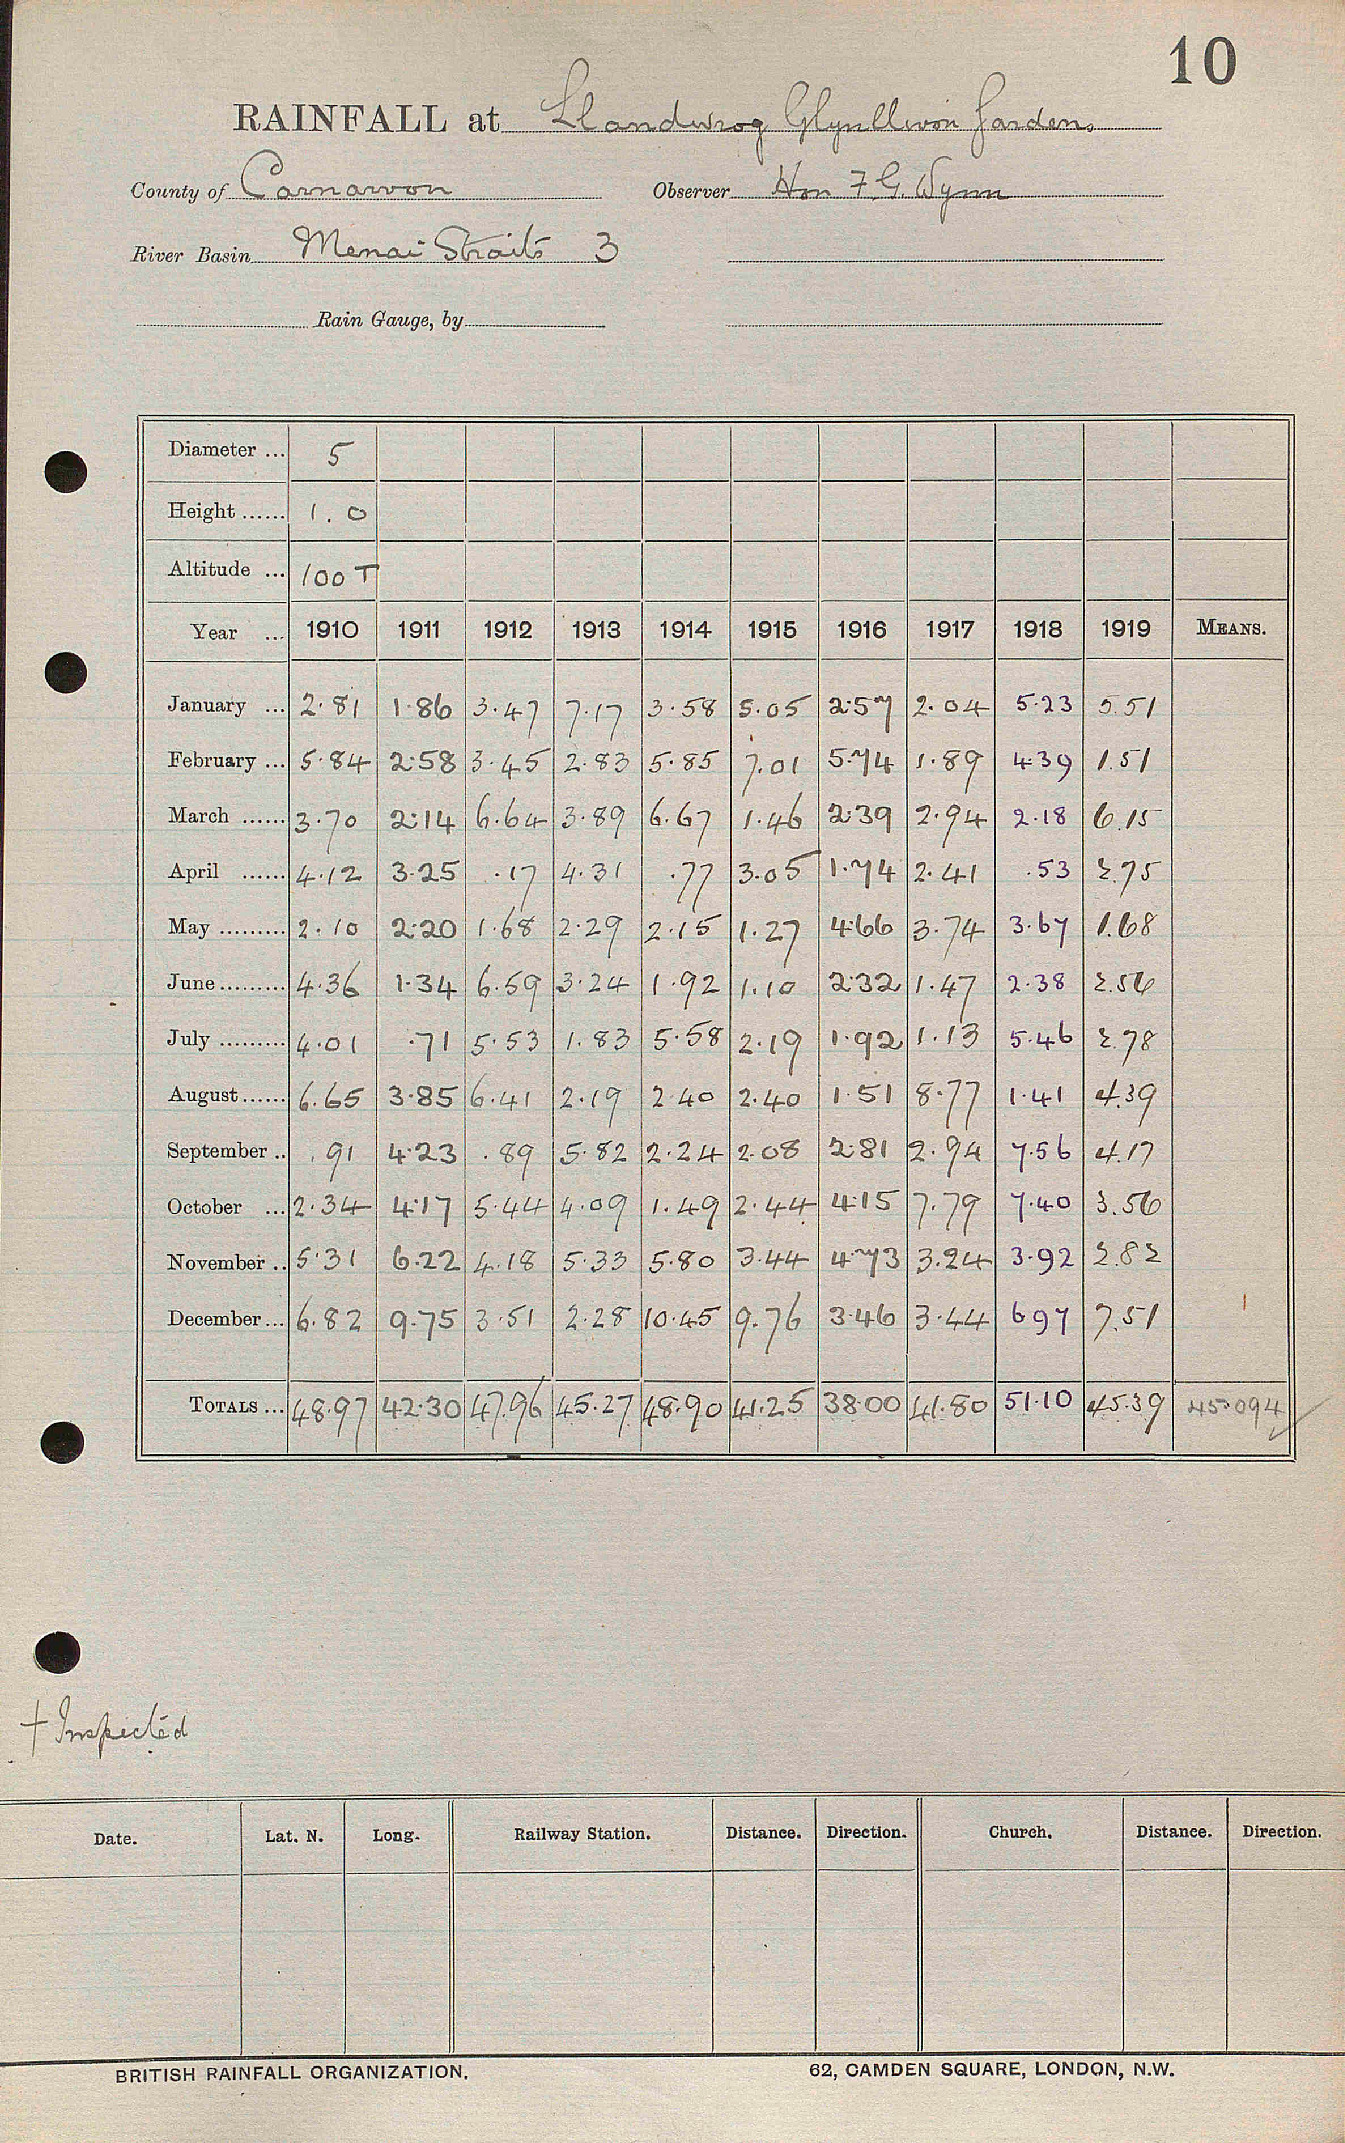 10
RAINFALL at Llandwrog Glynllivon Gardens
County of Carnarvon Observer Hon F. G. Wynn
River Basin Menai Straits 3
Rain Gauge, by
Diameter ... 5
Height ...... 1.0
Altitude ... 100 T
Year ... 1910 1911 1912 1913 1914 1915 1916 1917 1918 1919 MEANS.
January ... 2.81 1.86 3.47 7.17 3.58 5.05 2.57 2.04 5.23 5.51
February ... 5.84 2.58 3.45 2.83 5.85 7.01 5.74 1.89 4.39 1.51
March ...... 3.70 2.14 6.64 3.89 6.67 1.46 2.39 2.94 2.18 6.15
April ...... 4.12 3.25 .17 4.31 .77 3.05 1.74 2.41 .53 2.75
May ......... 2.10 2.20 1.68 2.29 2.15 1.27 4.66 3.74 3.67 1.68
June ......... 4.36 1.34 6.59 3.24 1.92 1.10 2.32 1.47 2.38 2.56
July ......... 4.01 .71 5.53 1.83 5.58 2.19 1.92 1.13 5.46 2.78
August ...... 6.65 3.85 6.41 2.19 2.40 2.40 1.51 8.77 1.41 4.39
September .. .91 4.23 .89 5.82 2.24 2.08 2.81 2.94 7.56 4.17
October ... 2.34 4.17 5.44 4.09 1.49 2.44 4.15 7.79 7.40 3.56
November .. 5.31 6.22 4.18 5.33 5.80 3.44 4.73 3.24 3.92 2.82
December ... 6.82 9.75 3.51 2.28 10.45 9.76 3.46 3.44 6.97 7.51
TOTALS ... 48.97 42.30 47.96 45.27 48.90 41.25 38.00 41.80 51.10 45.39 45.094
† Inspected
Date. Lat. N. Long. Railway Station. Distance. Direction. Church. Distance. Direction.
BRITISH RAINFALL ORGANIZATION. 62, CAMDEN SQUARE, LONDON, N.W.